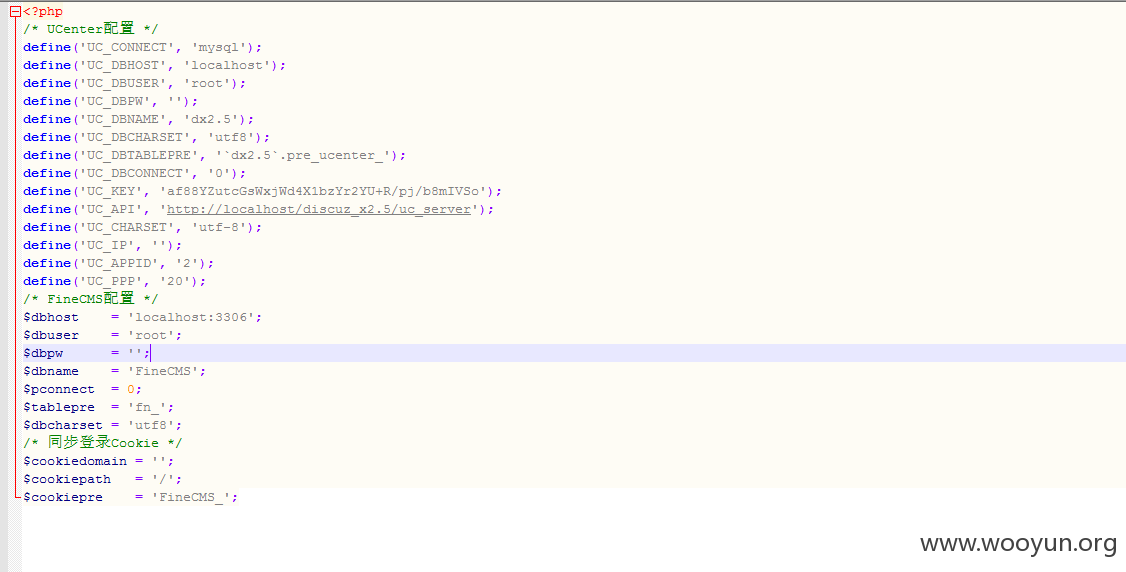 <?php
/* UCenter配置 */
define('UC_CONNECT', 'mysql');
define('UC_DBHOST', 'localhost');
define('UC_DBUSER', 'root');
define('UC_DBPW', '');
define('UC_DBNAME', 'dx2.5');
define('UC_DBCHARSET', 'utf8');
define('UC_DBTABLEPRE', '`dx2.5`.pre_ucenter_');
define('UC_DBCONNECT', '0');
define('UC_KEY', 'af88YZutcGsWxjWd4X1bzYr2YU+R/pj/b8mIVSo');
define('UC_API', 'http://localhost/discuz_x2.5/uc_server');
define('UC_CHARSET', 'utf-8');
define('UC_IP', '');
define('UC_APPID', '2');
define('UC_PPP', '20');
/* FineCMS配置 */
$dbhost    = 'localhost:3306';
$dbuser    = 'root';
$dbpw      = '';
$dbname    = 'FineCMS';
$pconnect  = 0;
$tablepre  = 'fn_';
$dbcharset = 'utf8';
/* 同步登录Cookie */
$cookiedomain = '';
$cookiepath   = '/';
$cookiepre    = 'FineCMS_';
www.wooyun.org